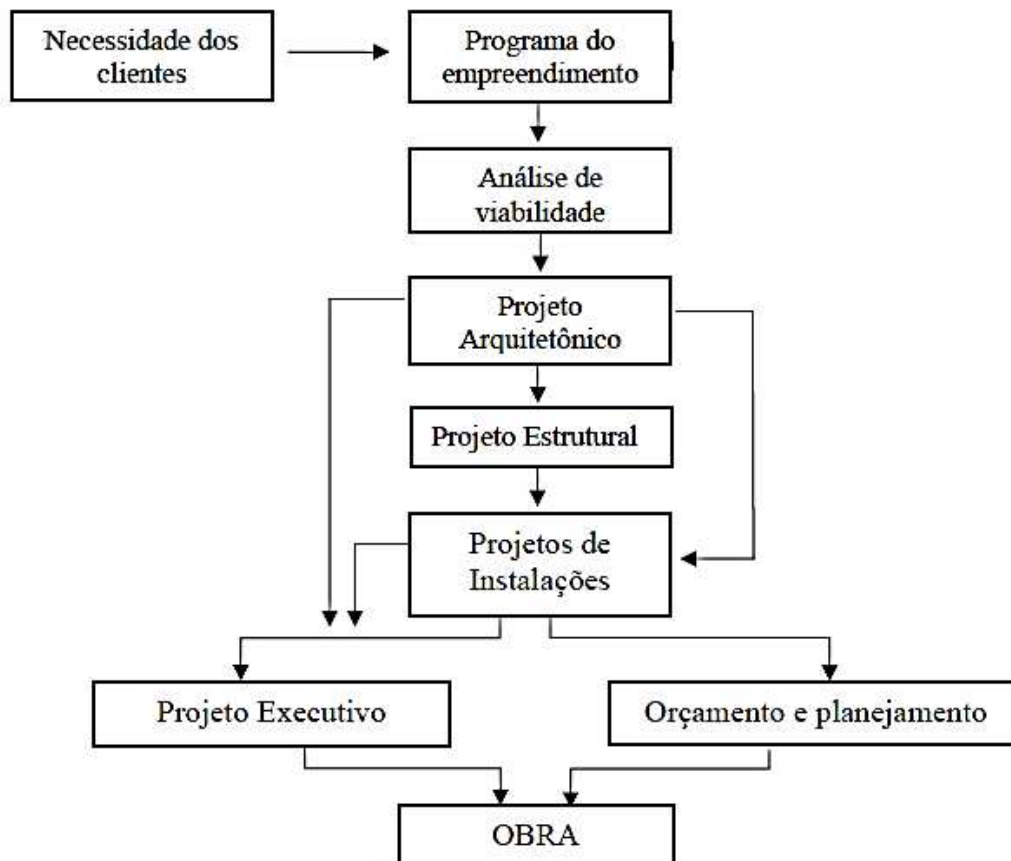 Necessidade dos
clientes
Programa do
empreendimento
Análise de
viabilidade
Projeto
Arquitetônico
Projeto Estrutural
Projetos de
Instalações
Projeto Executivo
Orçamento e planejamento
OBRA